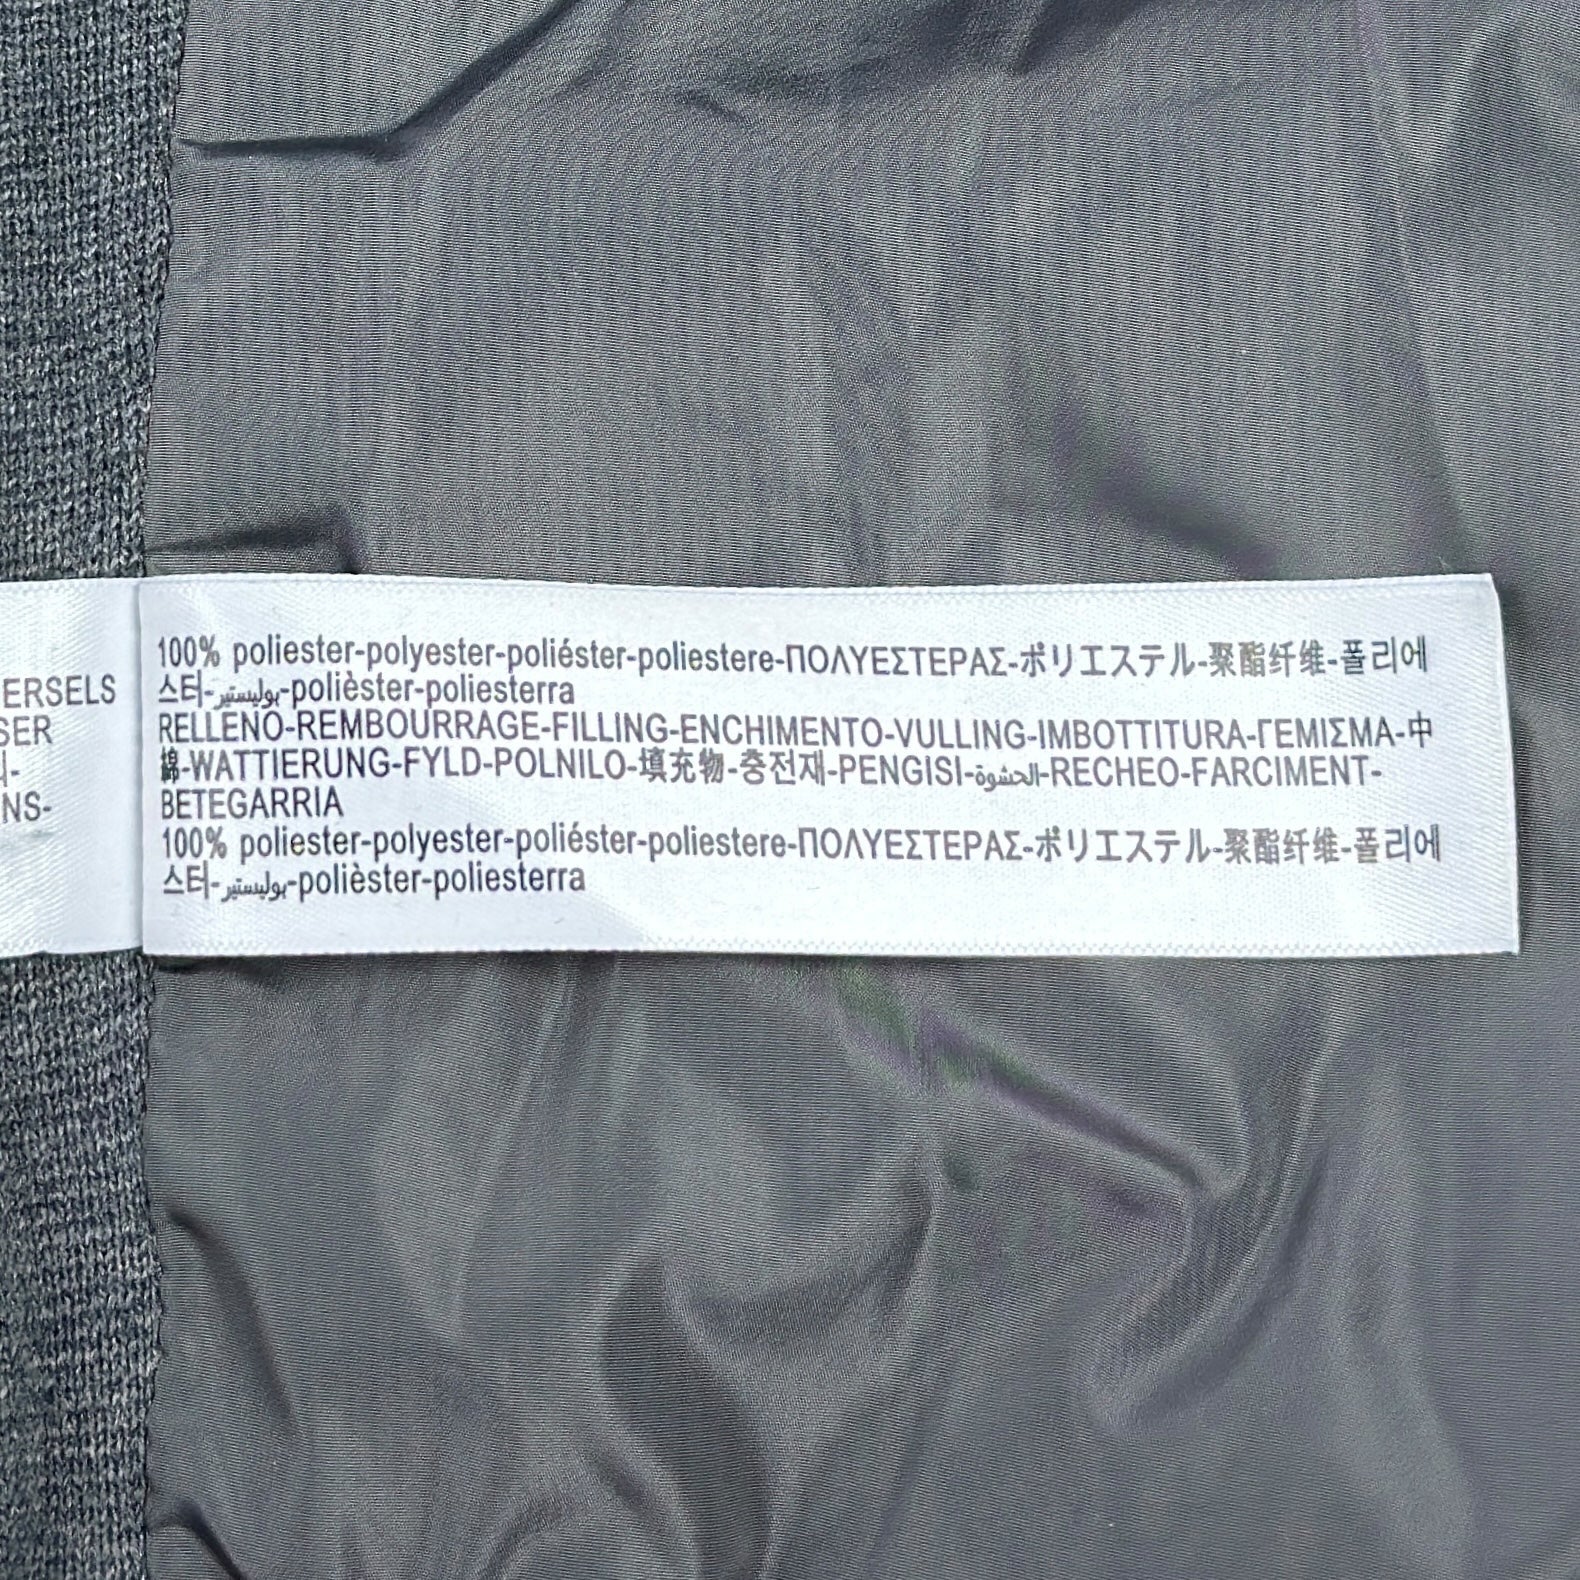 100% poliester-polyester-poliéster-poliestere-ΠΟΛΥΕΣΤΕΡΑΣ-ポリエステル-聚酯纤维-폴리에
스터-بوليستير-polièster-poliesterra
RELLENO-REMBOURRAGE-FILLING-ENCHIMENTO-VULLING-IMBOTTITURA-ΓΕΜΙΣΜΑ-中
綿-WATTIERUNG-FYLD-POLNILO-填充物-충전재-PENGISI-الحشوة-RECHEO-FARCIMENT-
BETEGARRIA
100% poliester-polyester-poliéster-poliestere-ΠΟΛΥΕΣΤΕΡΑΣ-ポリエステル-聚酯纤维-폴리에
스터-بوليستير-polièster-poliesterra